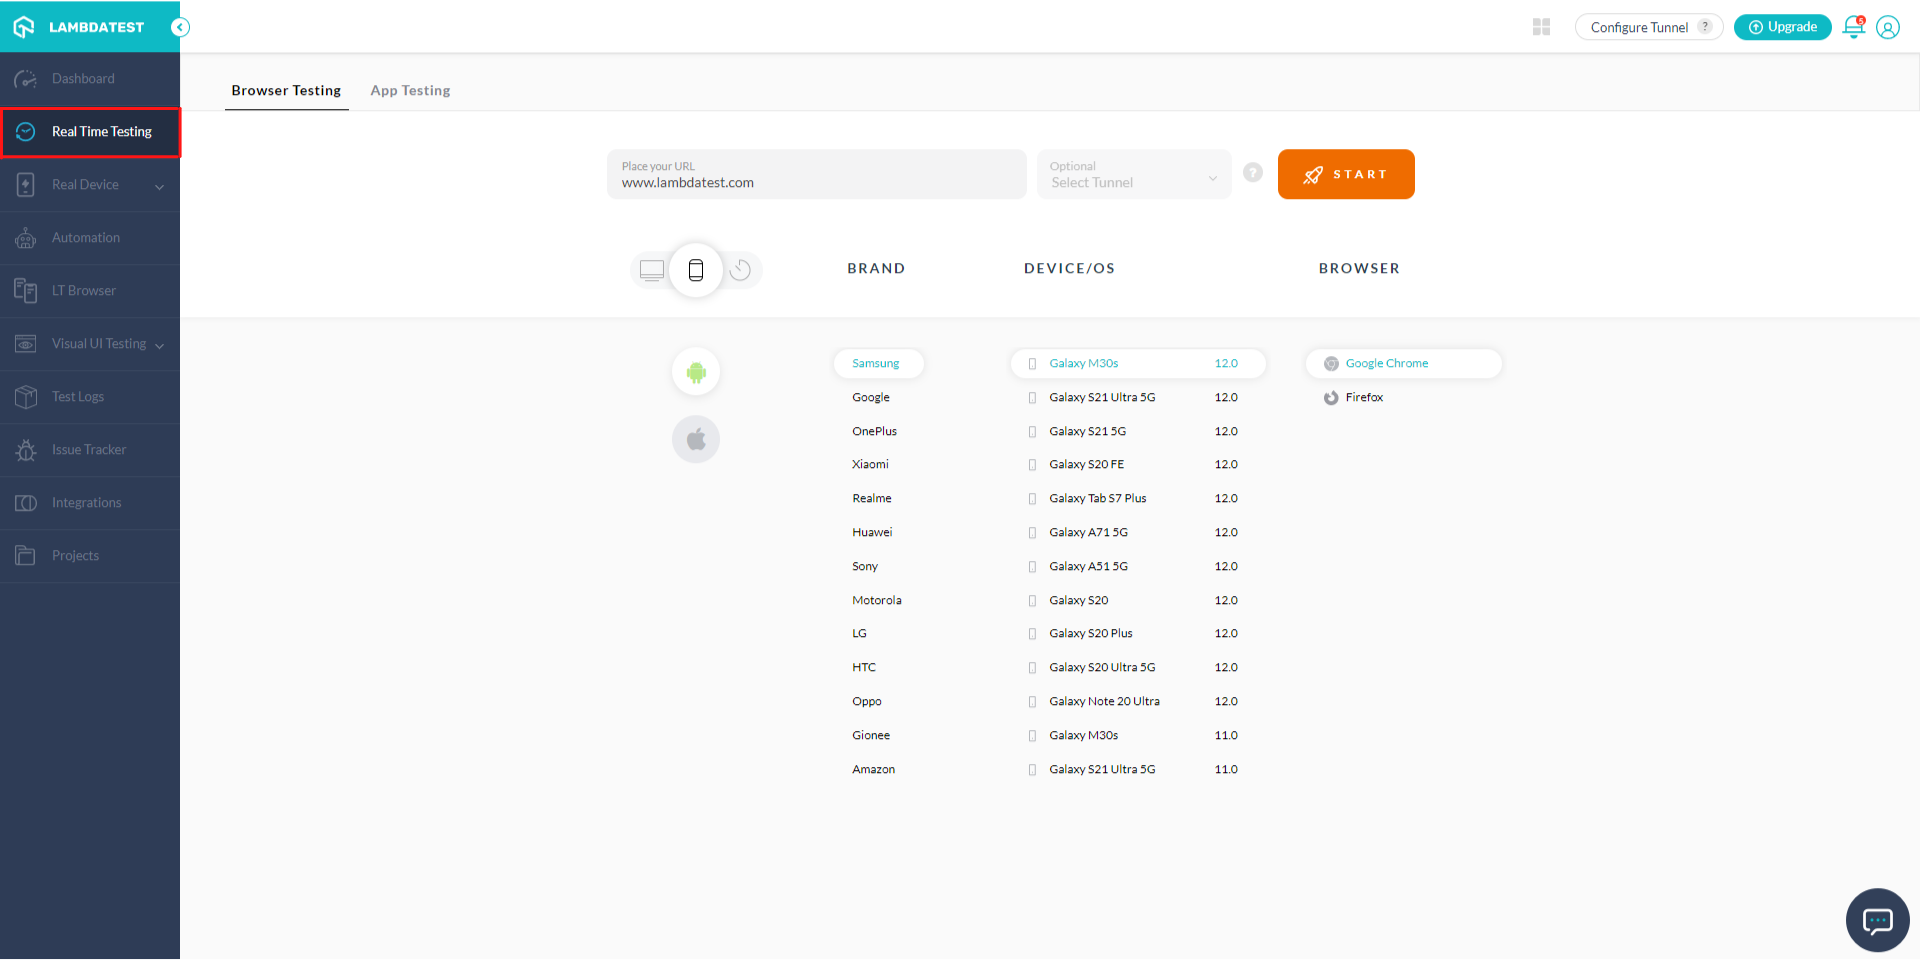 LAMBDATEST
Configure Tunnel ?
Upgrade
5
Dashboard
Real Time Testing
Real Device
Automation
LT Browser
Visual UI Testing
Test Logs
Issue Tracker
Integrations
Projects
Browser Testing App Testing
Place your URL
www.lambdatest.com
Optional
Select Tunnel
?
START
BRAND DEVICE/OS BROWSER
Samsung Galaxy M30s 12.0 Google Chrome
Google Galaxy S21 Ultra 5G 12.0 Firefox
OnePlus Galaxy S21 5G 12.0
Xiaomi Galaxy S20 FE 12.0
Realme Galaxy Tab S7 Plus 12.0
Huawei Galaxy A71 5G 12.0
Sony Galaxy A51 5G 12.0
Motorola Galaxy S20 12.0
LG Galaxy S20 Plus 12.0
HTC Galaxy S20 Ultra 5G 12.0
Oppo Galaxy Note 20 Ultra 12.0
Gionee Galaxy M30s 11.0
Amazon Galaxy S21 Ultra 5G 11.0